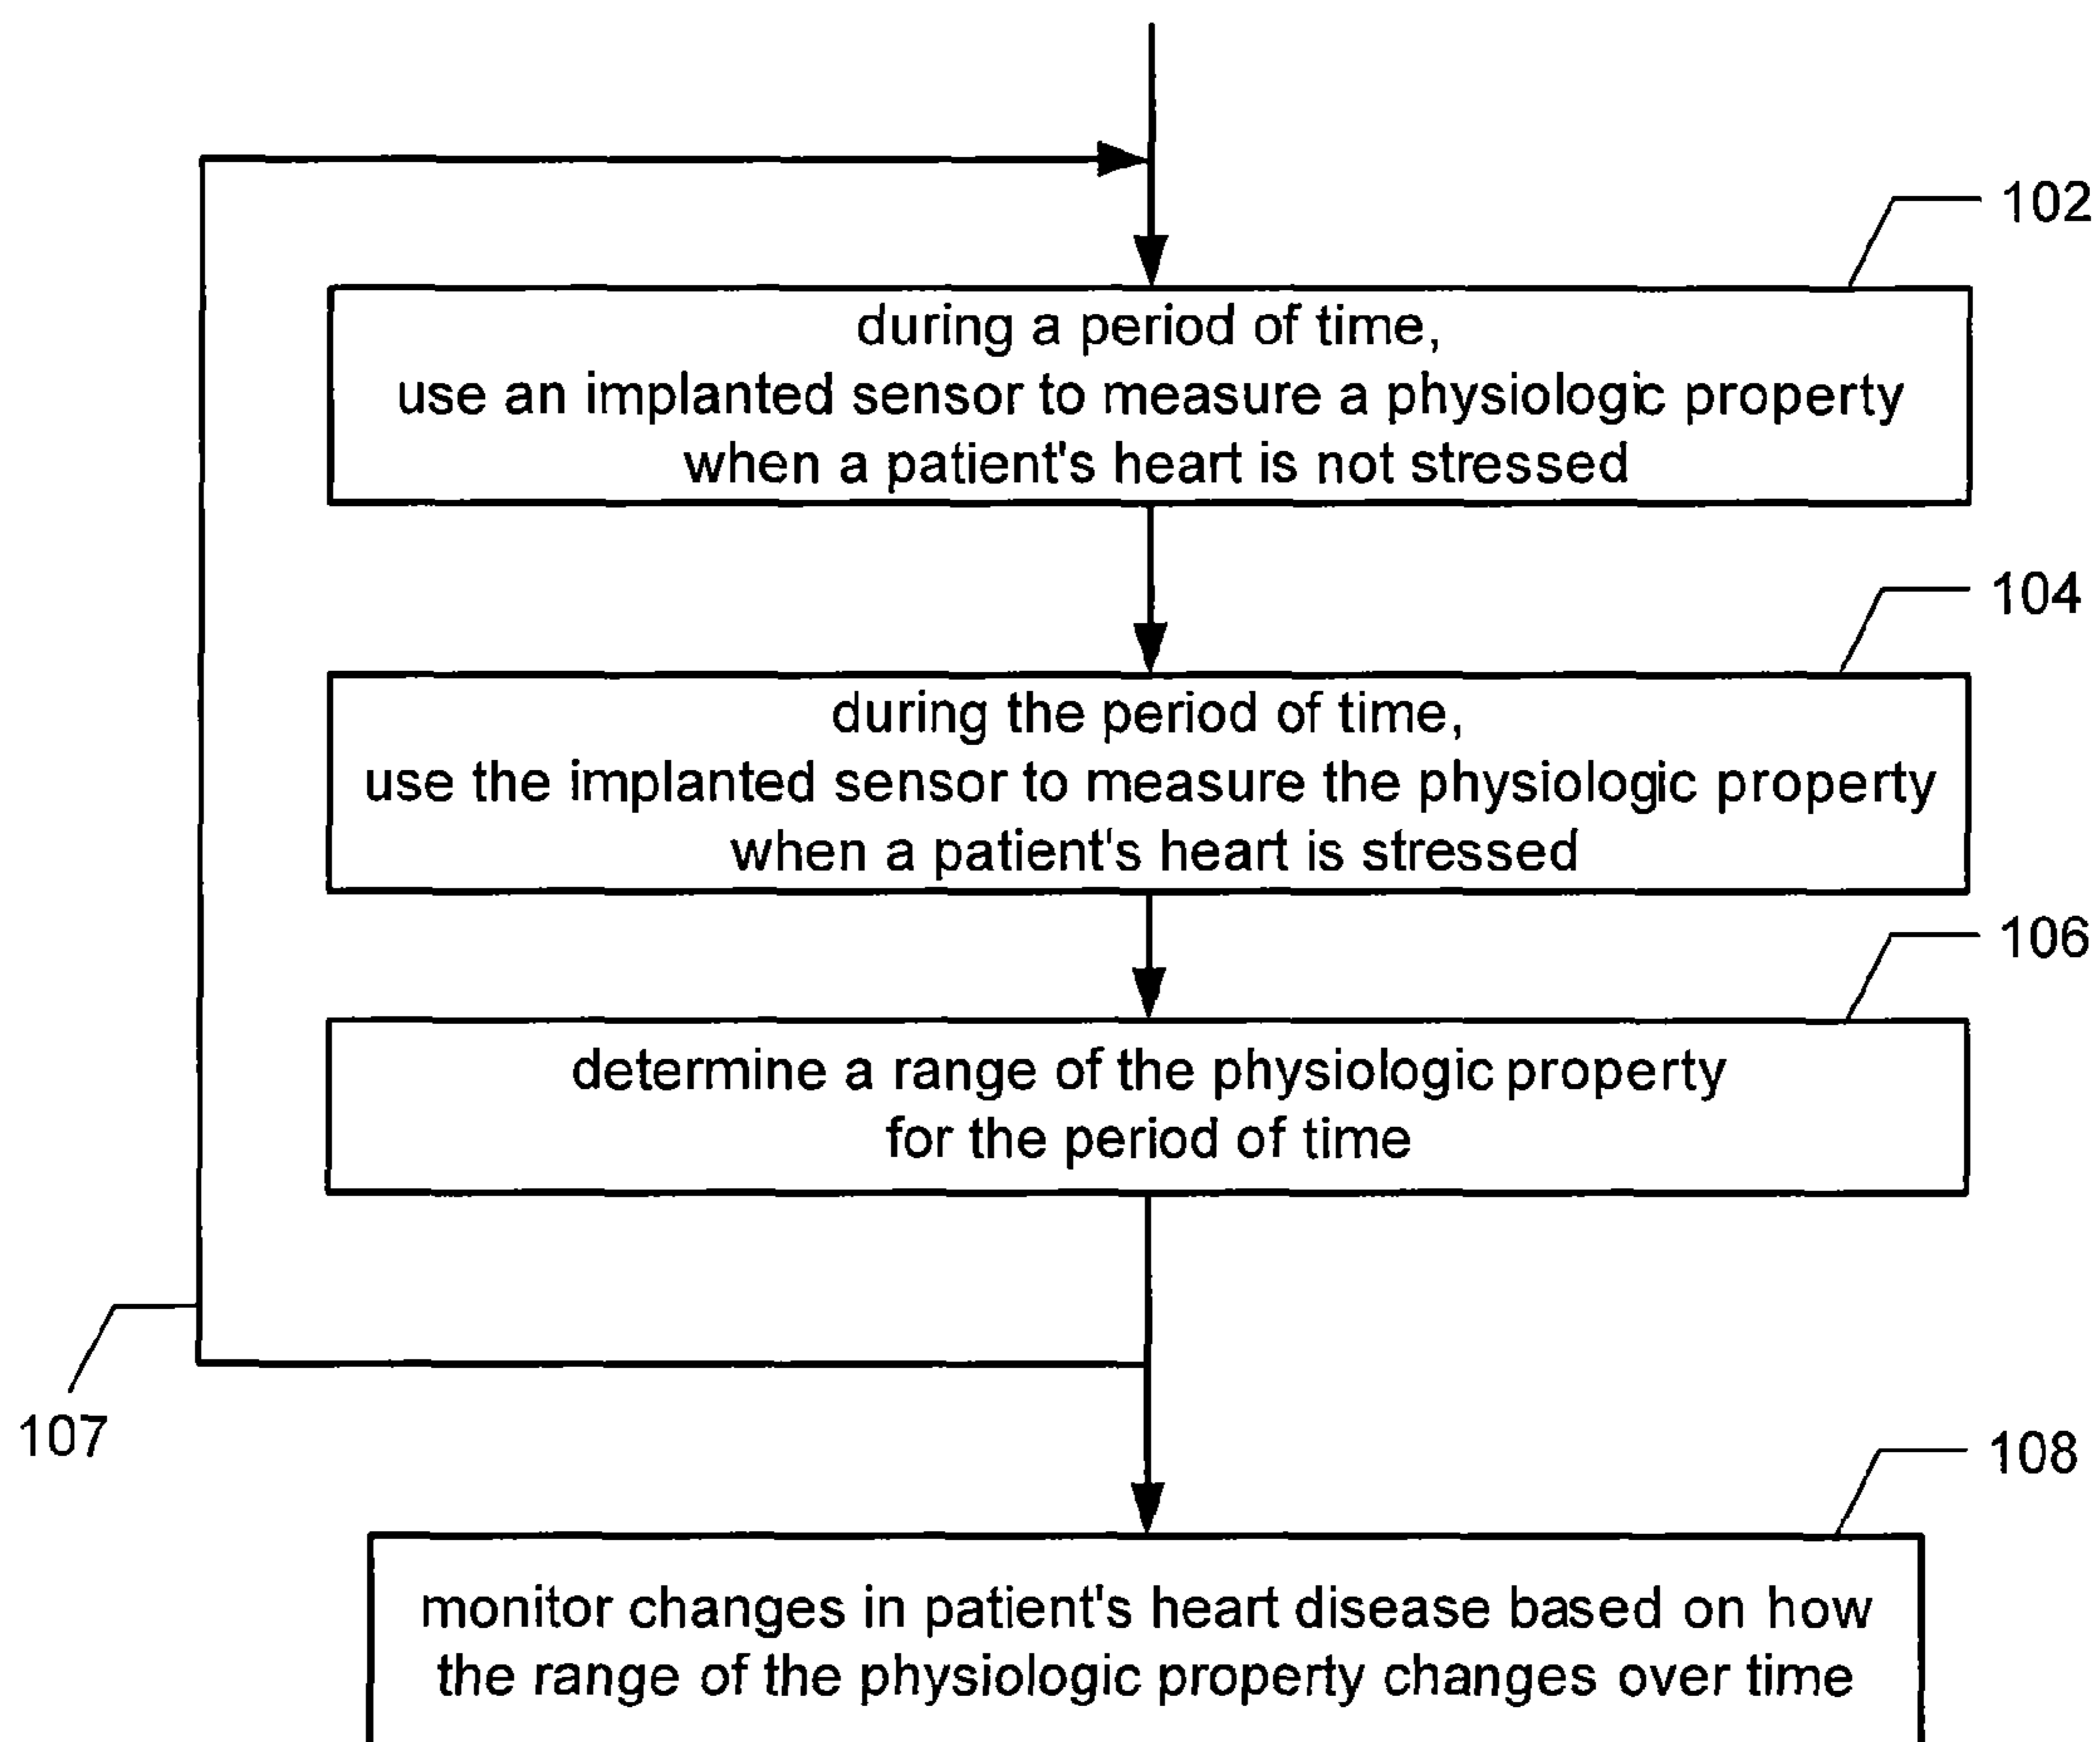 102
during a period of time,
use an implanted sensor to measure a physiologic property
when a patient's heart is not stressed
104
during the period of time,
use the implanted sensor to measure the physiologic property
when a patient's heart is stressed
106
determine a range of the physiologic property
for the period of time
107
108
monitor changes in patient's heart disease based on how
the range of the physiologic property changes over time